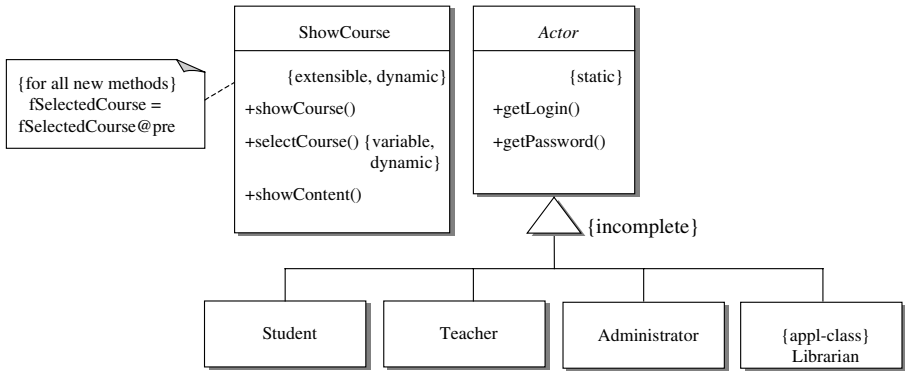 {for all new methods}
fSelectedCourse =
fSelectedCourse@pre
ShowCourse
{extensible, dynamic}
+showCourse()
+selectCourse() {variable,
dynamic}
+showContent()
Actor
{static}
+getLogin()
+getPassword()
{incomplete}
Student
Teacher
Administrator
{appl-class}
Librarian